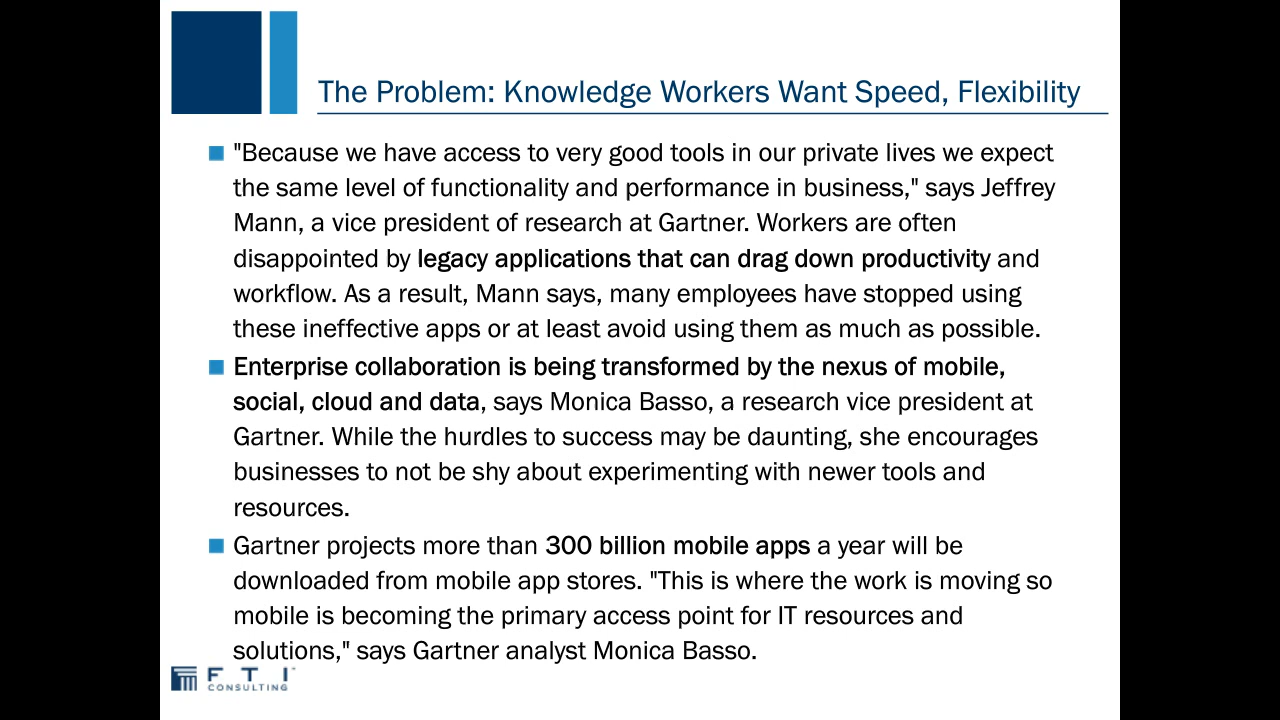 The Problem: Knowledge Workers Want Speed, Flexibility
"Because we have access to very good tools in our private lives we expect
the same level of functionality and performance in business," says Jeffrey
Mann, a vice president of research at Gartner. Workers are often
disappointed by legacy applications that can drag down productivity and
workflow. As a result, Mann says, many employees have stopped using
these ineffective apps or at least avoid using them as much as possible.
Enterprise collaboration is being transformed by the nexus of mobile,
social, cloud and data, says Monica Basso, a research vice president at
Gartner. While the hurdles to success may be daunting, she encourages
businesses to not be shy about experimenting with newer tools and
resources.
Gartner projects more than 300 billion mobile apps a year will be
downloaded from mobile app stores. "This is where the work is moving so
mobile is becoming the primary access point for IT resources and
solutions," says Gartner analyst Monica Basso.
FTI
CONSULTING